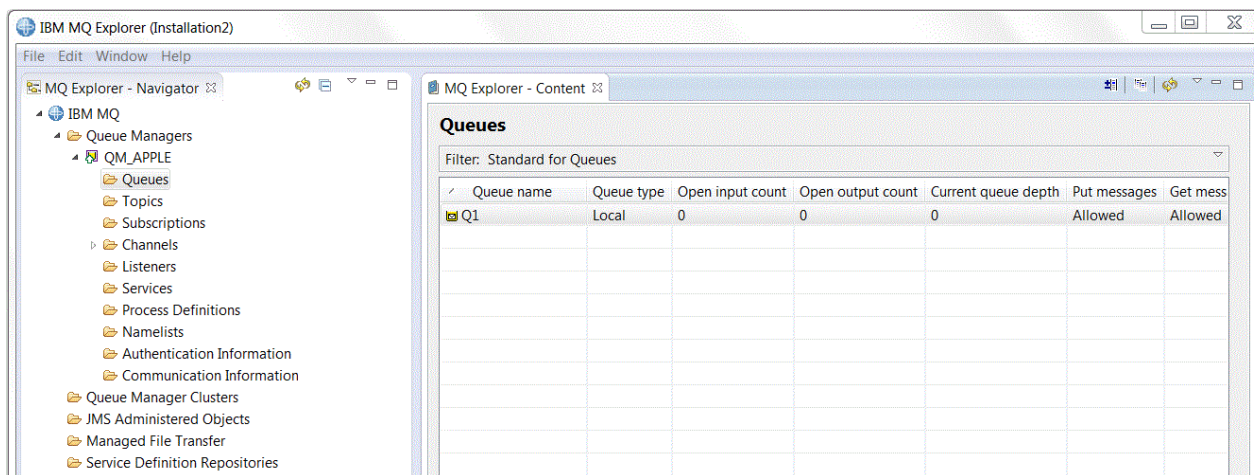 IBM MQ Explorer (Installation2)
File Edit Window Help
MQ Explorer - Navigator
IBM MQ
Queue Managers
QM_APPLE
Queues
Topics
Subscriptions
Channels
Listeners
Services
Process Definitions
Namelists
Authentication Information
Communication Information
Queue Manager Clusters
JMS Administered Objects
Managed File Transfer
Service Definition Repositories
MQ Explorer - Content
Queues
Filter: Standard for Queues
Queue name Queue type Open input count Open output count Current queue depth Put messages Get mess
Q1 Local 0 0 0 Allowed Allowed